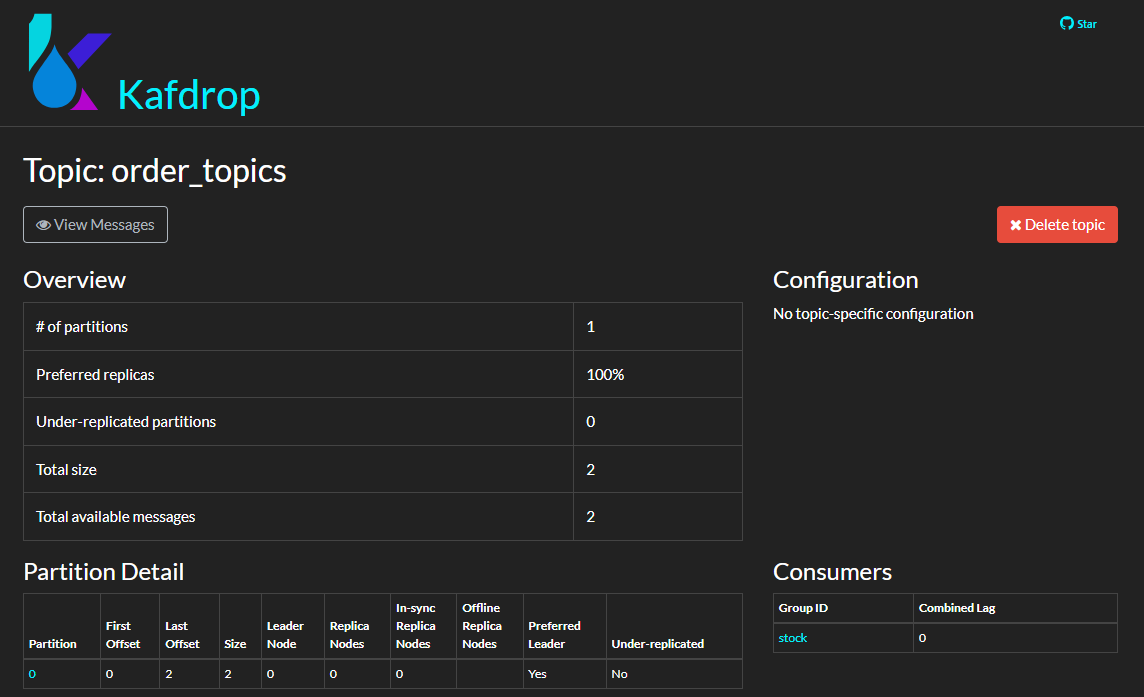 Star
Kafdrop
Topic: order_topics
View Messages
Delete topic
Overview
# of partitions 1
Preferred replicas 100%
Under-replicated partitions 0
Total size 2
Total available messages 2
Configuration
No topic-specific configuration
Partition Detail
Partition First Offset Last Offset Size Leader Node Replica Nodes In-sync Replica Nodes Offline Replica Nodes Preferred Leader Under-replicated
0 0 2 2 0 0 0 Yes No
Consumers
Group ID Combined Lag
stock 0